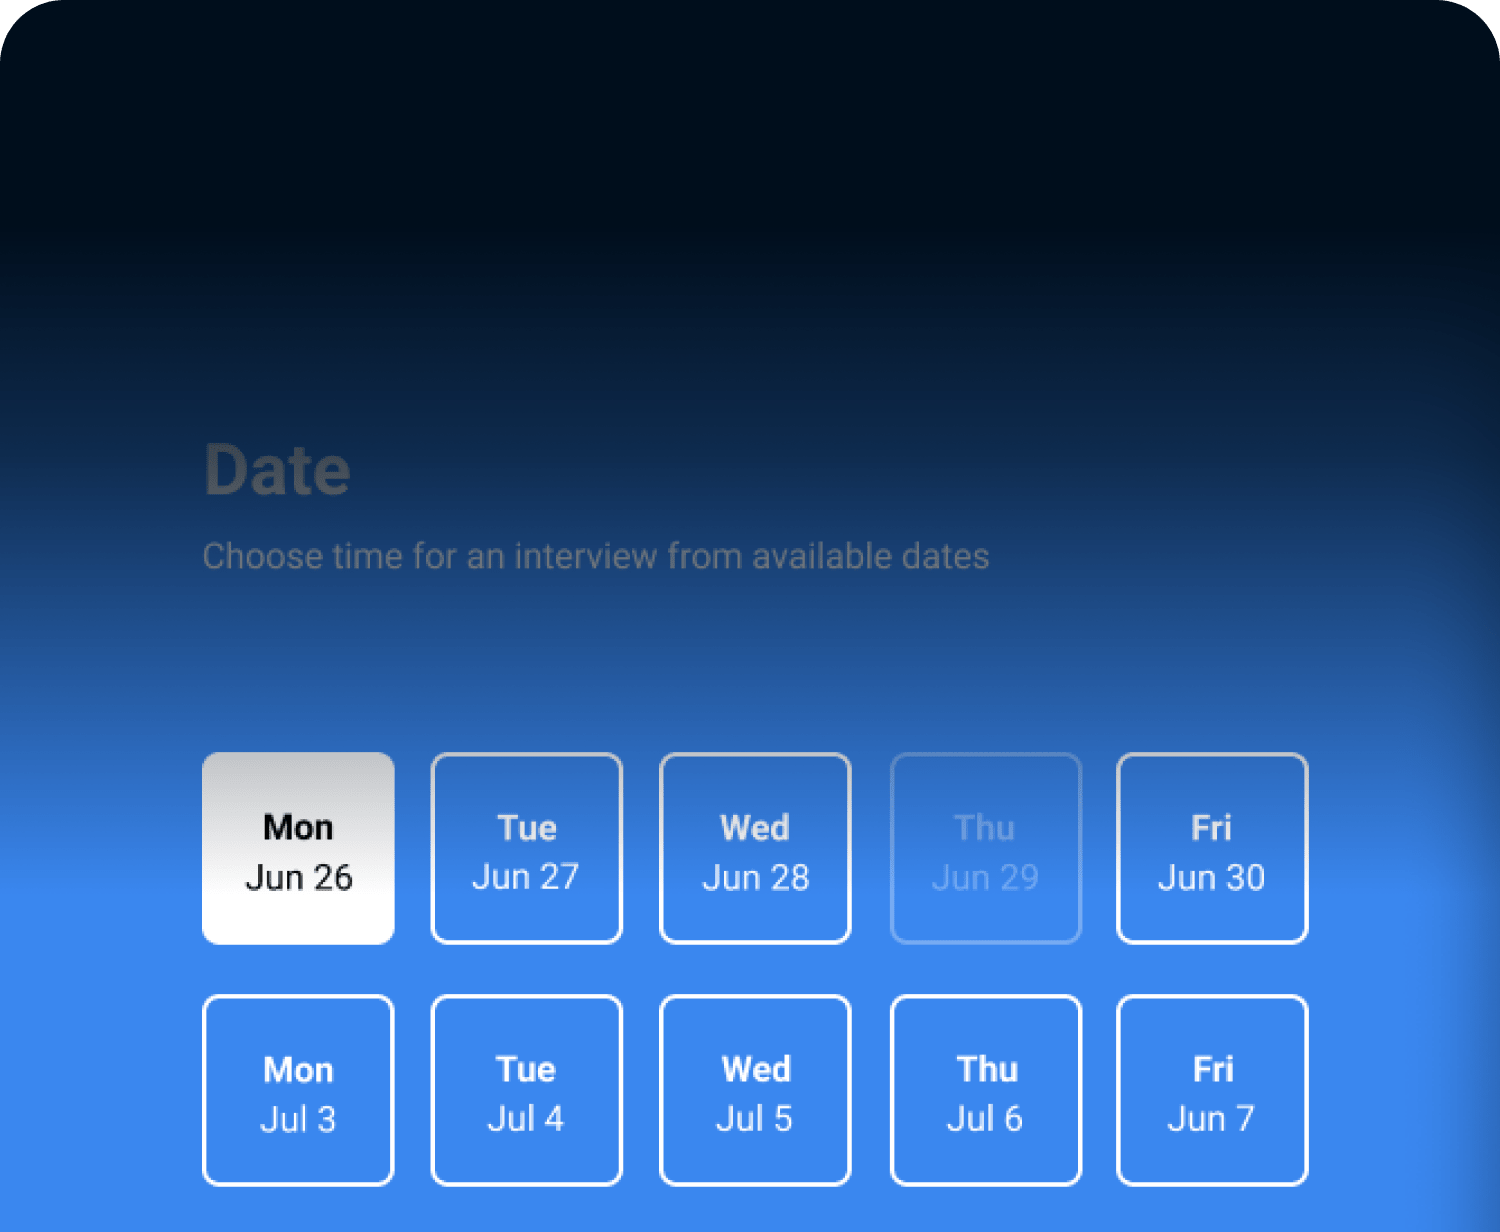 Date
Choose time for an interview from available dates
Mon Tue Wed Thu Fri
Jun 26 Jun 27 Jun 28 Jun 29 Jun 30
Mon Tue Wed Thu Fri
Jul 3 Jul 4 Jul 5 Jul 6 Jun 7